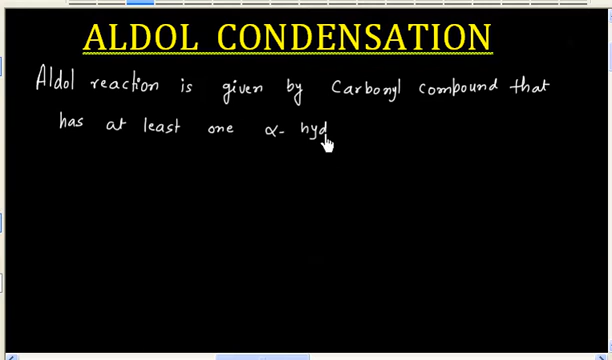 ALDOL CONDENSATION
Aldol reaction is given by Carbonyl compound that
has at least one α- hyd